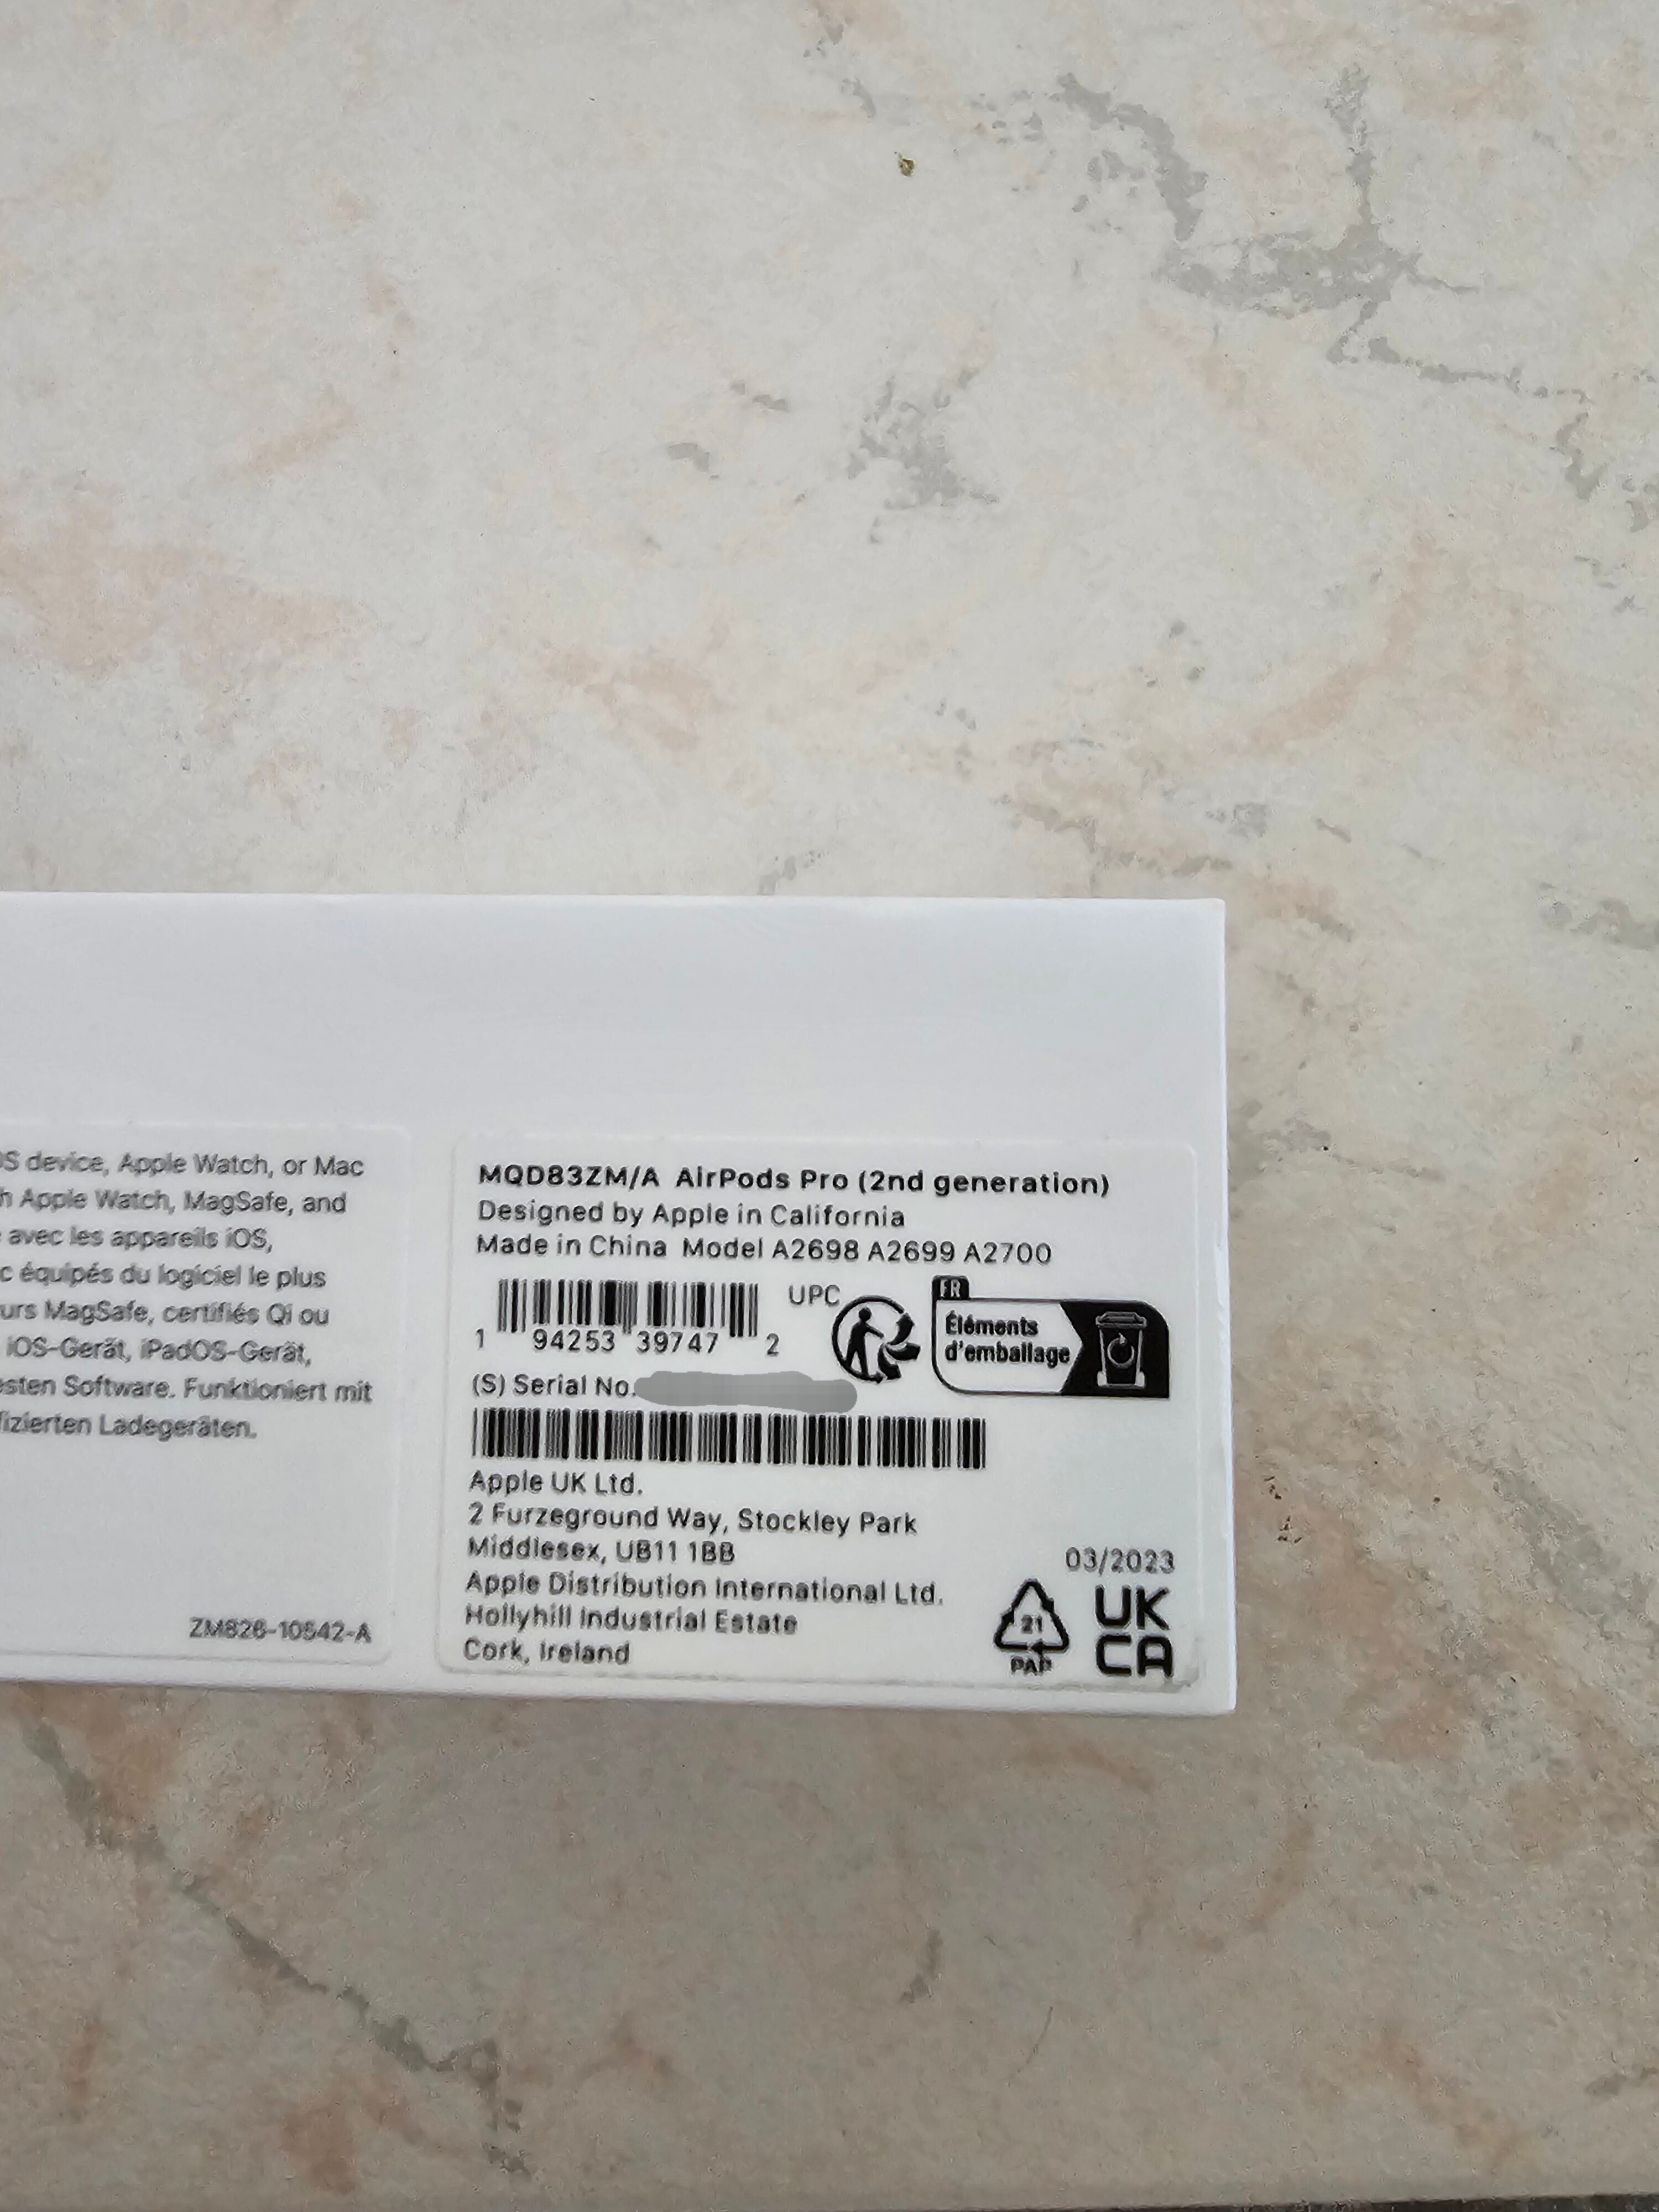 S device, Apple Watch, or Mac
h Apple Watch, MagSafe, and
avec les appareils iOS,
c équipés du logiciel le plus
urs MagSafe, certifiés Qi ou
iOS-Gerät, iPadOS-Gerät,
esten Software. Funktioniert mit
fizierten Ladegeräten.
ZM826-10542-A
MQD83ZM/A AirPods Pro (2nd generation)
Designed by Apple in California
Made in China Model A2698 A2699 A2700
UPC
1 94253 39747 2
FR
Éléments
d'emballage
(S) Serial No.
Apple UK Ltd.
2 Furzeground Way, Stockley Park
Middlesex, UB11 1BB
Apple Distribution International Ltd.
Hollyhill Industrial Estate
Cork, Ireland
03/2023
21
PAP
UK
CA